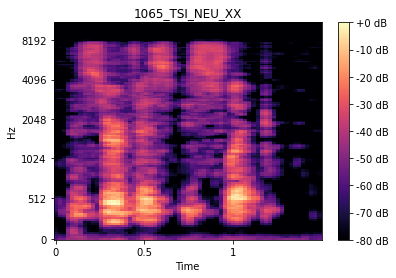 1065_TSI_NEU_XX
+0 dB
8192
-10 dB
4096
-20 dB
-30 dB
2048
Hz
-40 dB
1024
-50 dB
512
-60 dB
-70 dB
0
-80 dB
0
0.5
1
Time